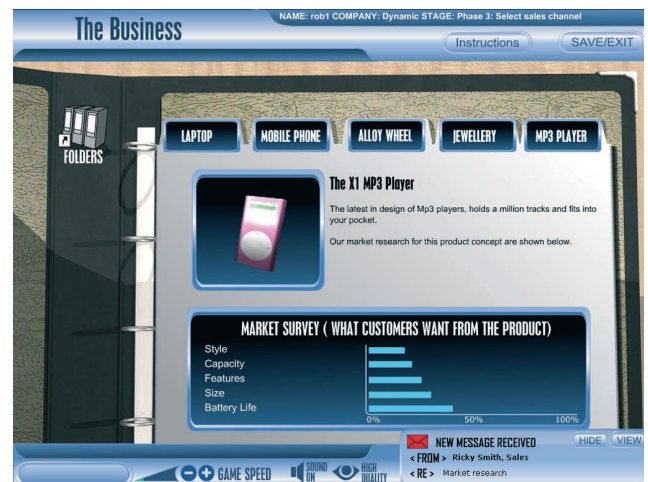 The Business
NAME: rob1 COMPANY: Dynamic STAGE: Phase 3: Select sales channel
Instructions
SAVE/EXIT
FOLDERS
LAPTOP
MOBILE PHONE
ALLOY WHEEL
JEWELLERY
MP3 PLAYER
The X1 MP3 Player
The latest in design of Mp3 players, holds a million tracks and fits into
your pocket.
Our market research for this product concept are shown below.
MARKET SURVEY ( WHAT CUSTOMERS WANT FROM THE PRODUCT)
Style
Capacity
Features
Size
Battery Life
0% 50% 100%
NEW MESSAGE RECEIVED
HIDE
VIEW
< FROM > Ricky Smith, Sales
< RE > Market research
GAME SPEED
SOUND
ON
HIGH
QUALITY